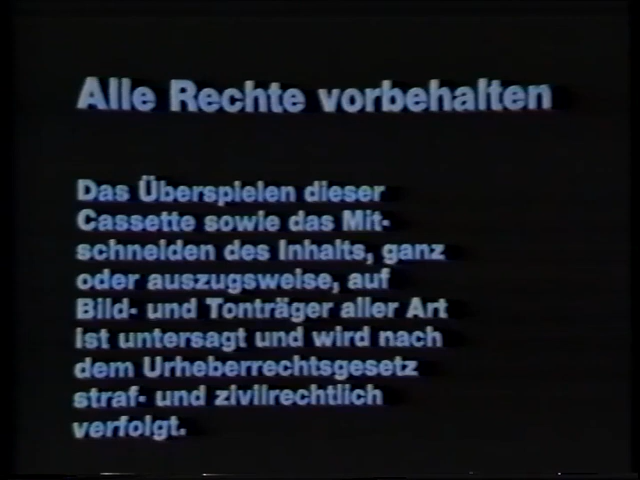 Alle Rechte vorbehalten
Das Überspielen dieser
Cassette sowie das Mit-
schneiden des Inhalts, ganz
oder auszugsweise, auf
Bild- und Tonträger aller Art
ist untersagt und wird nach
dem Urheberrechtsgesetz
straf- und zivilrechtlich
verfolgt.